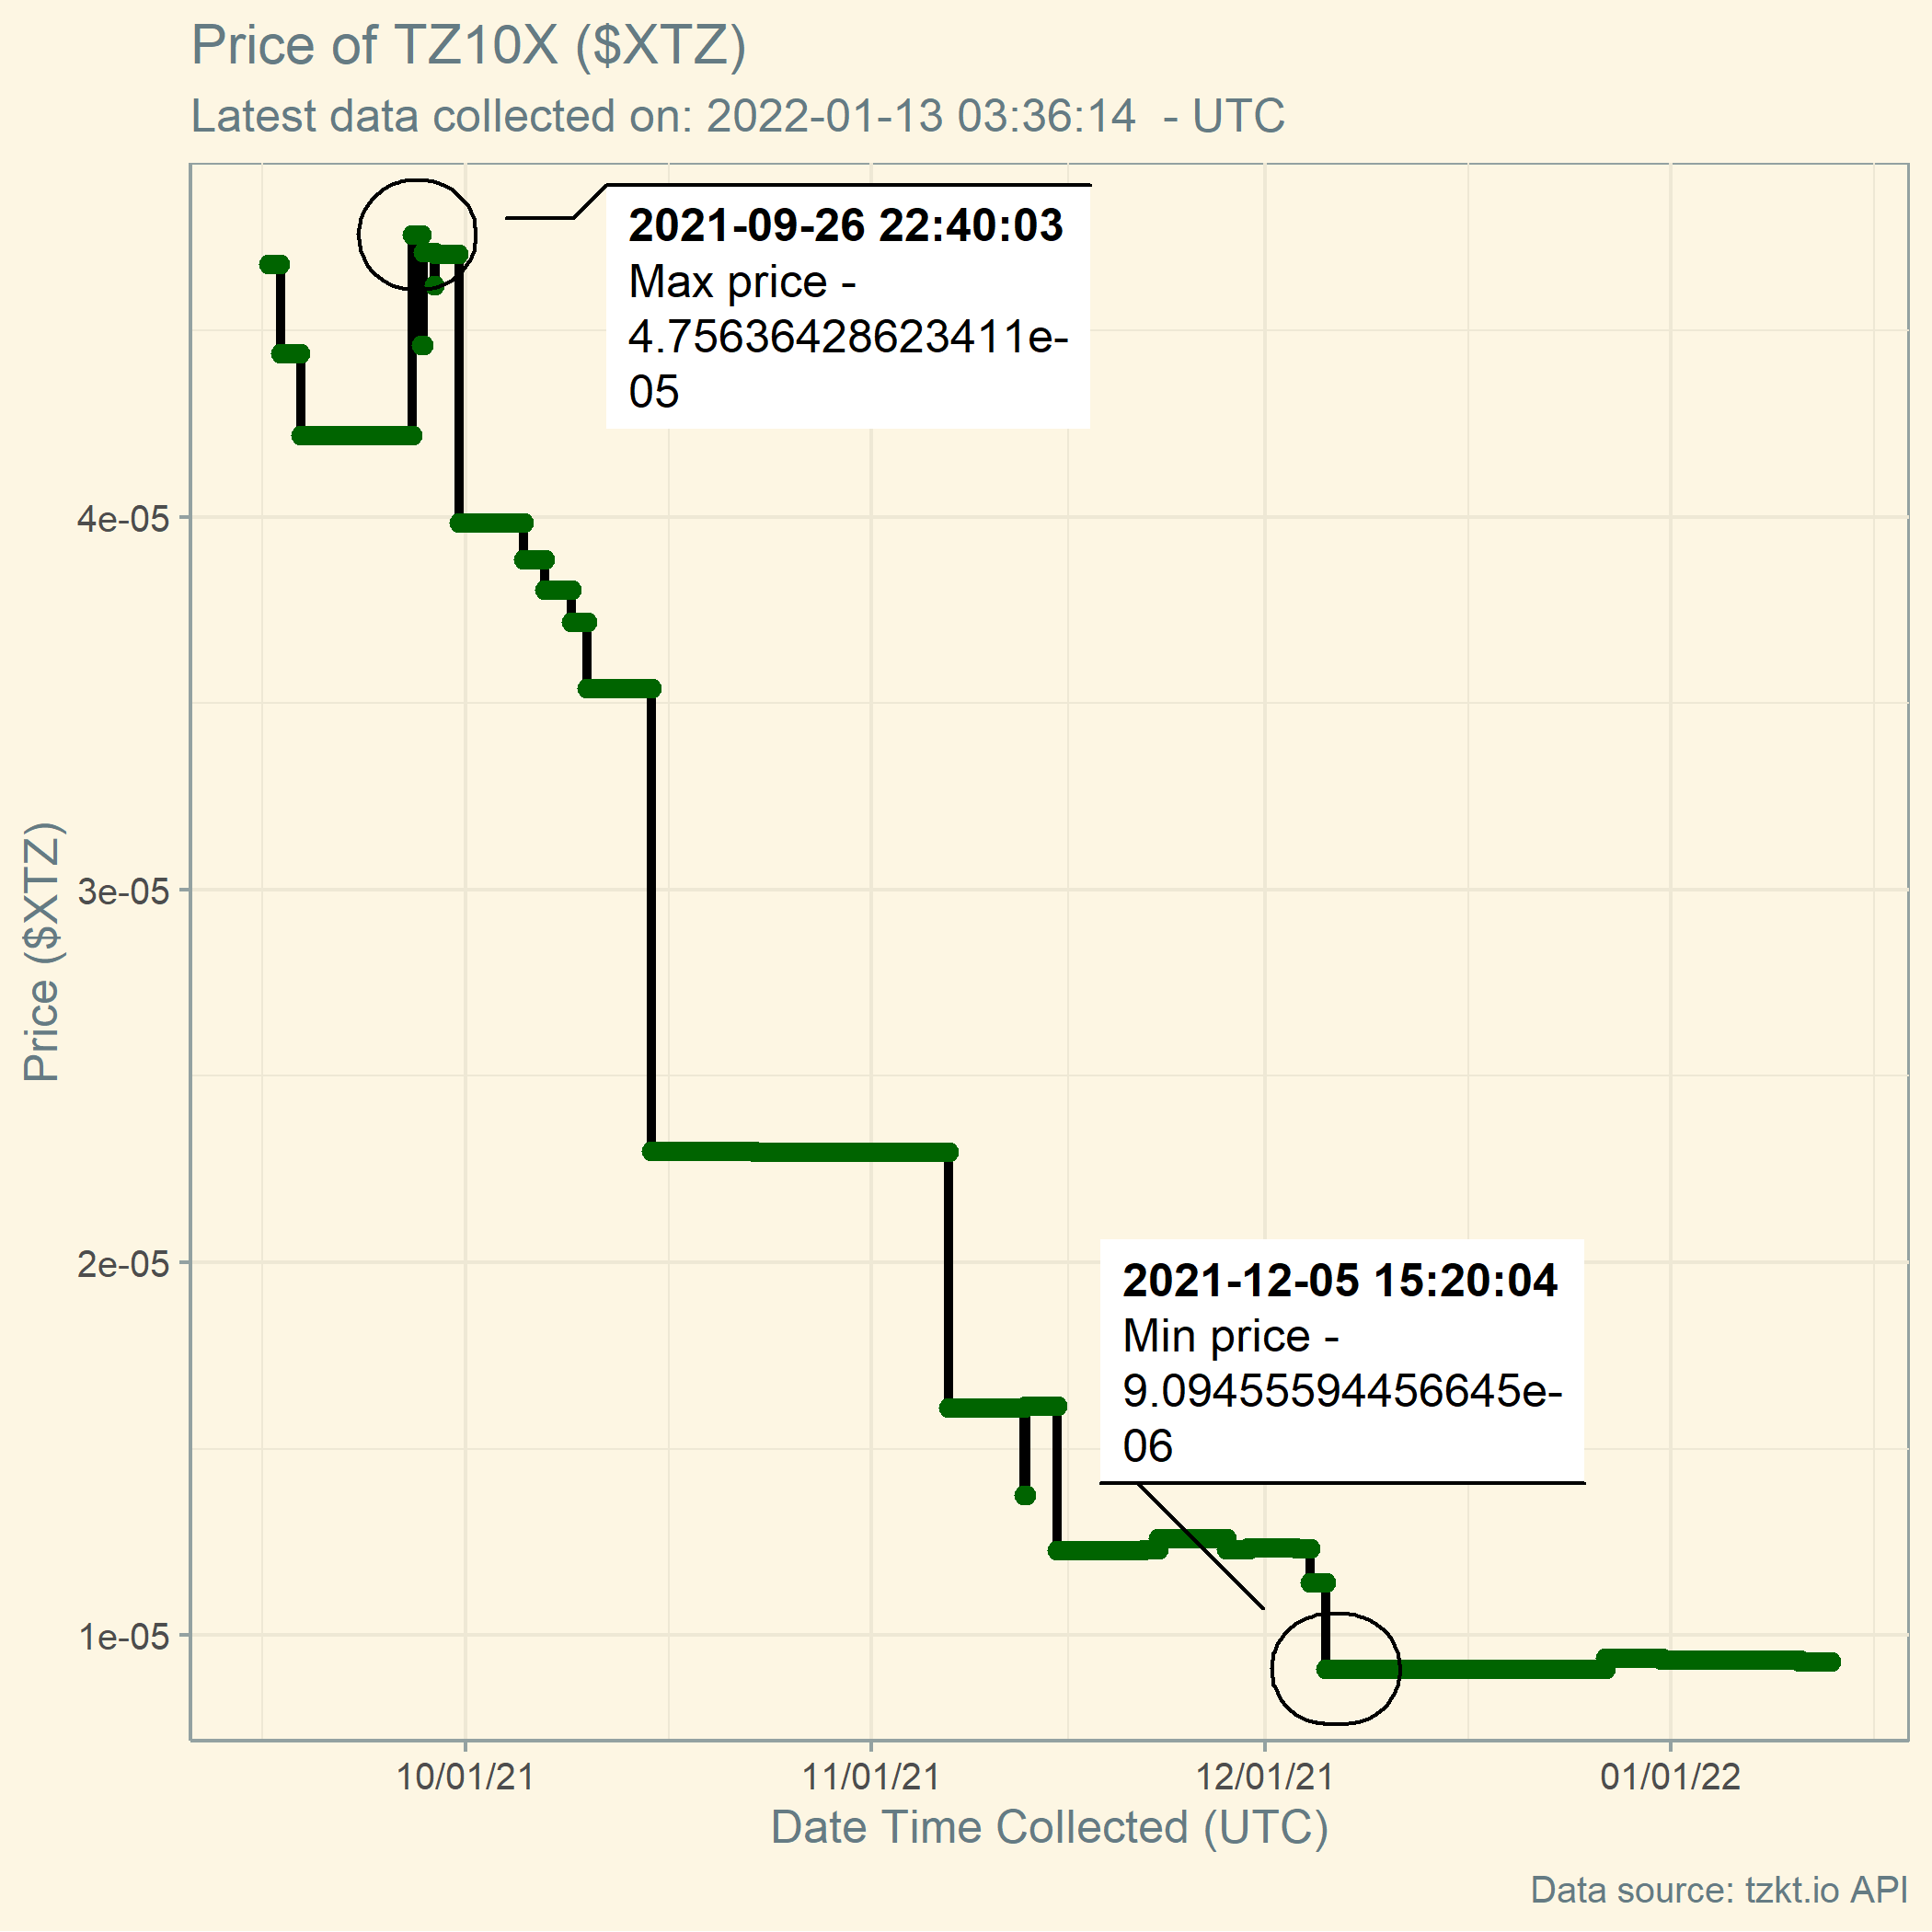 Price of TZ10X ($XTZ)
Latest data collected on: 2022-01-13 03:36:14  - UTC
2021-09-26 22:40:03
Max price -
4.75636428623411e-
05
4e-05
3e-05
2e-05
1e-05
Price ($XTZ)
2021-12-05 15:20:04
Min price -
9.09455594456645e-
06
10/01/21
11/01/21
12/01/21
01/01/22
Date Time Collected (UTC)
Data source: tzkt.io API